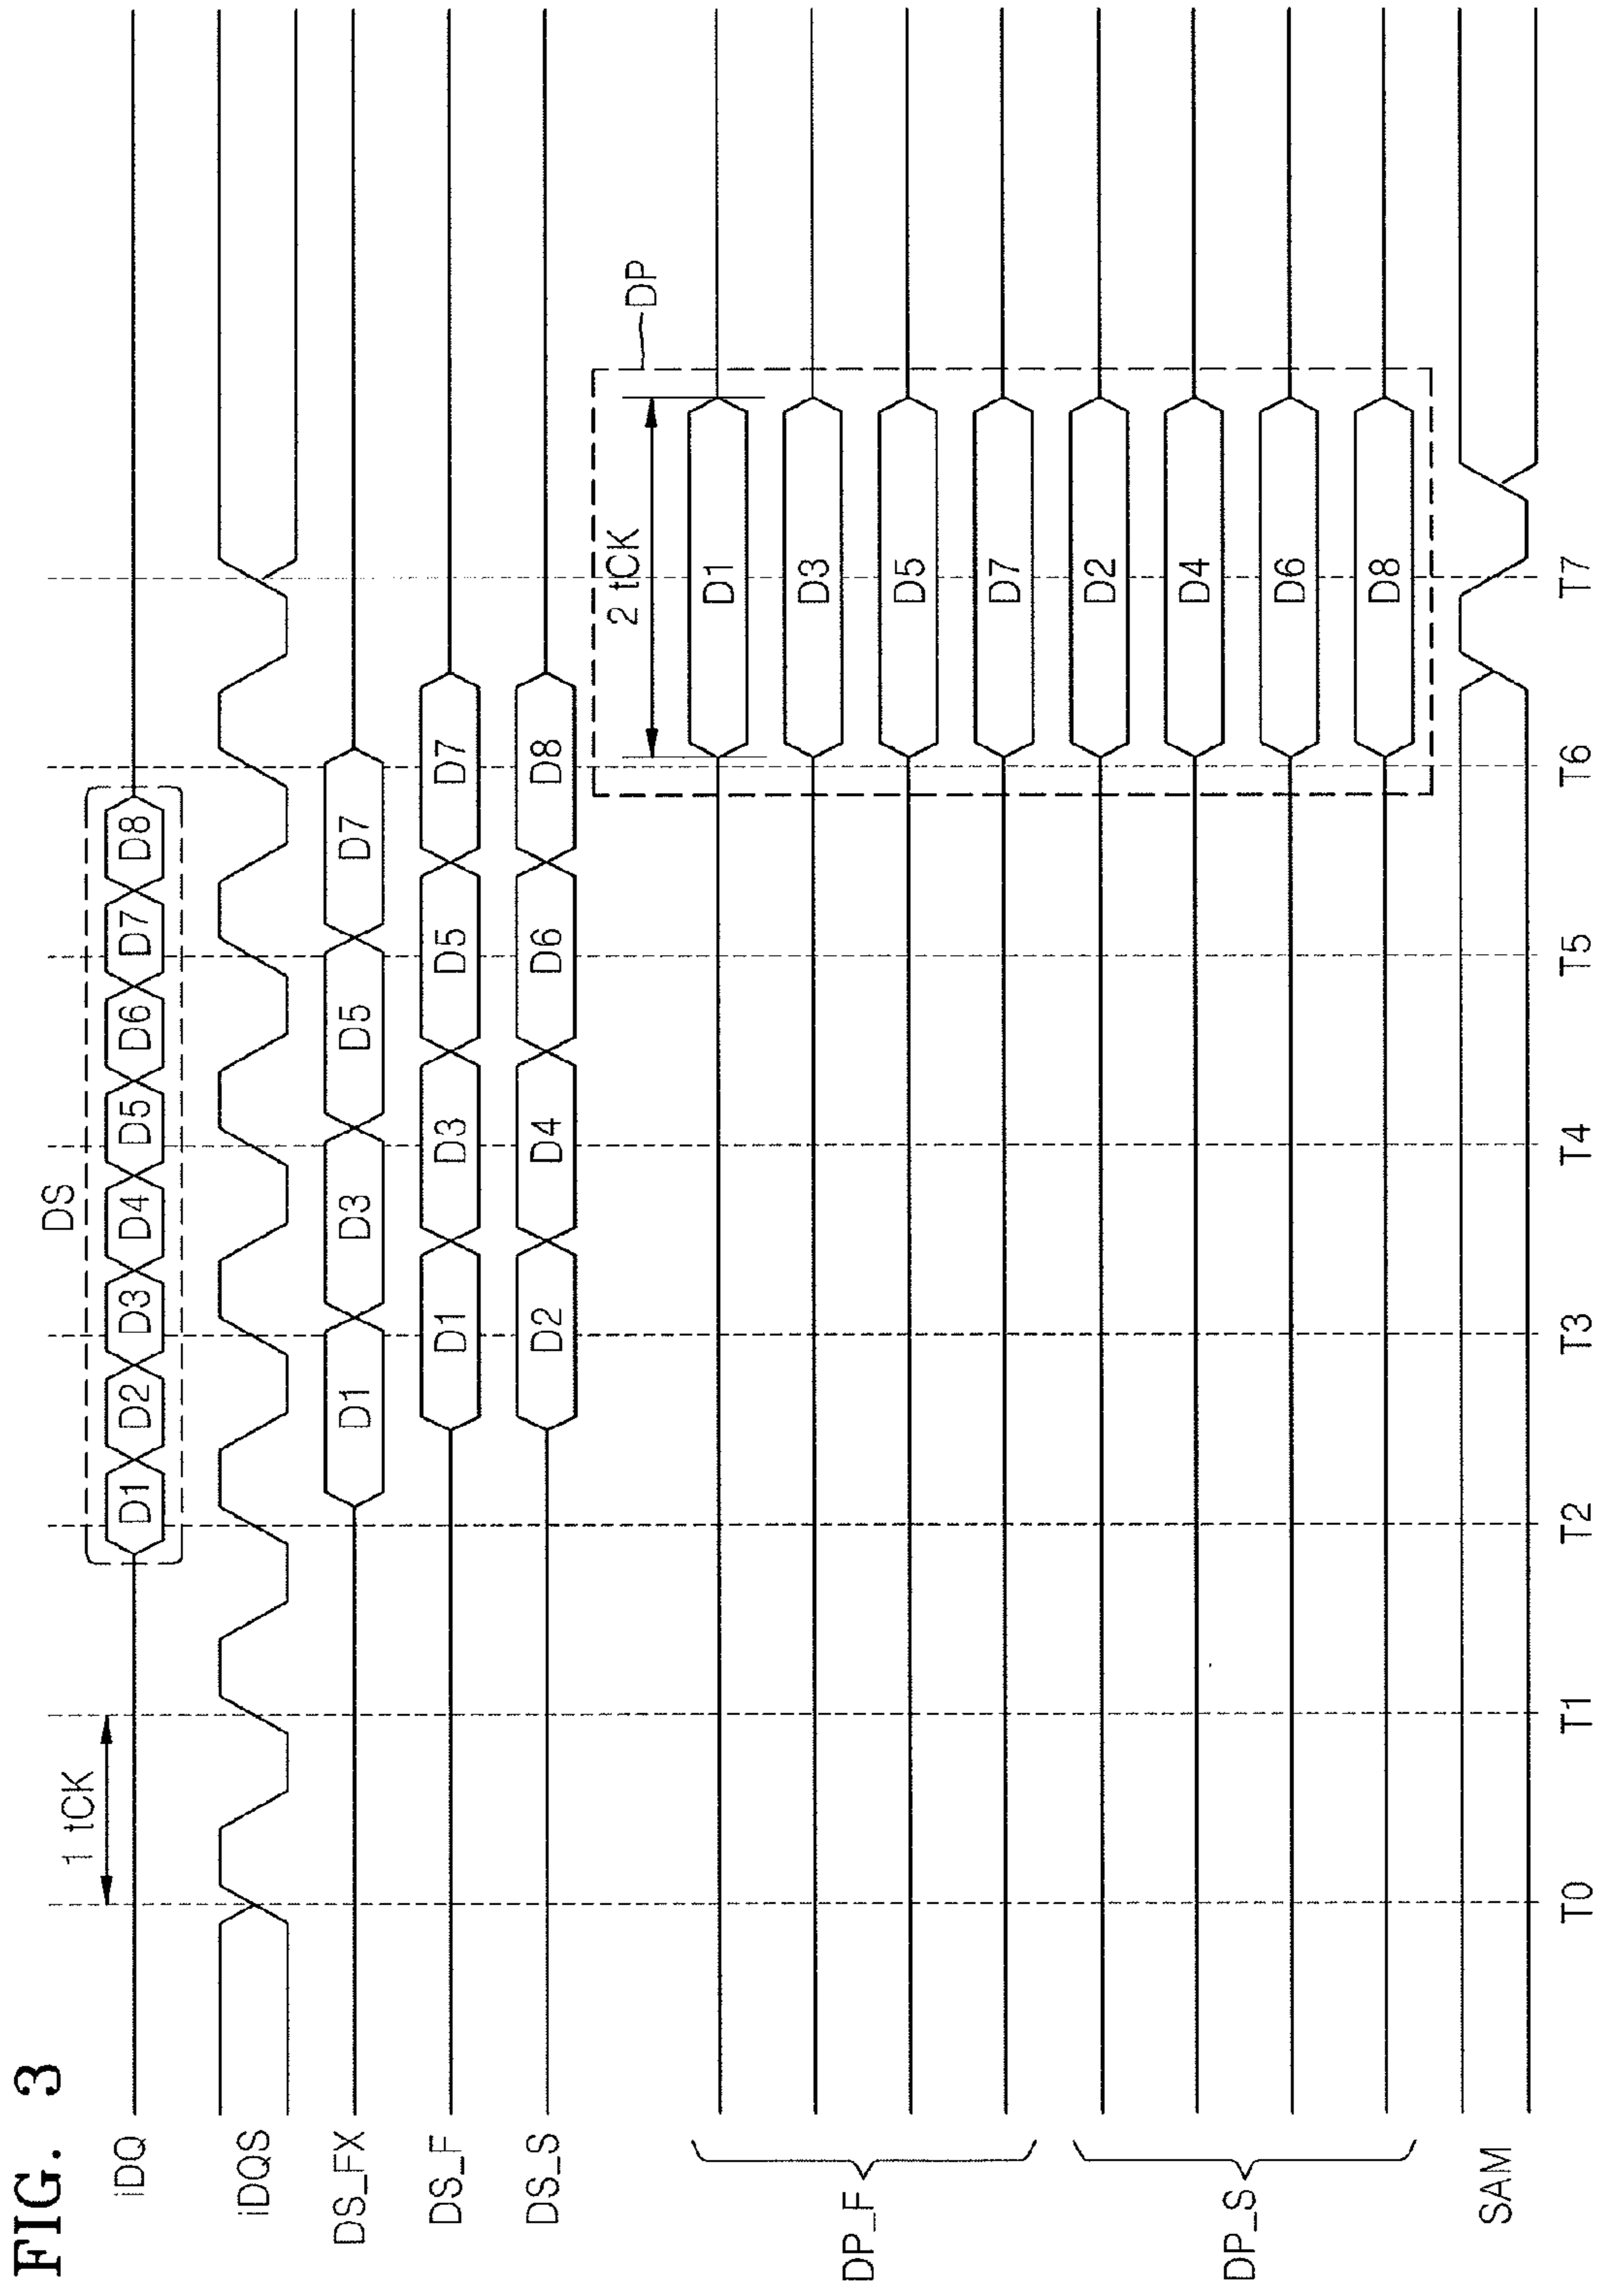 FIG. 3
1 tCK
DS
iDQ D1 D2 D3 D4 D5 D6 D7 D8
iDQS
DS_FX D1 D3 D5 D7
DS_F D1 D3 D5 D7
DS_S D2 D4 D6 D8
DP
2 tCK
DP_F
D1
D3
D5
D7
DP_S
D2
D4
D6
D8
SAM
T0 T1 T2 T3 T4 T5 T6 T7